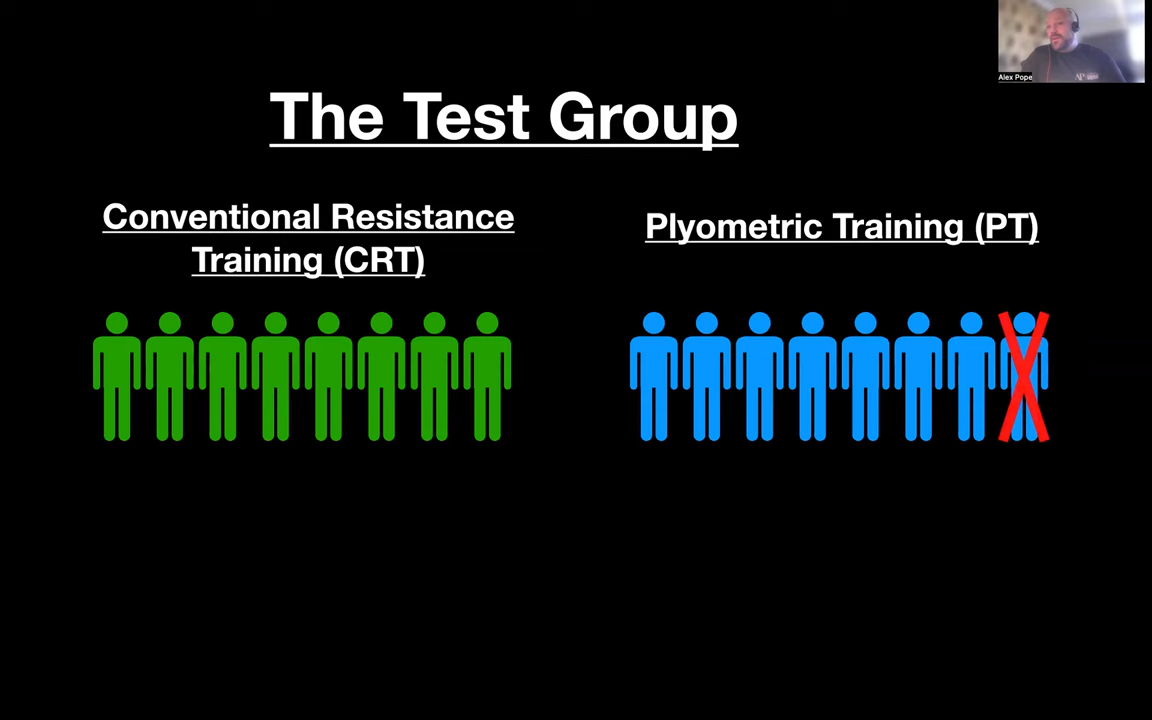 Alex Pope
The Test Group
Conventional Resistance
Training (CRT)
Plyometric Training (PT)